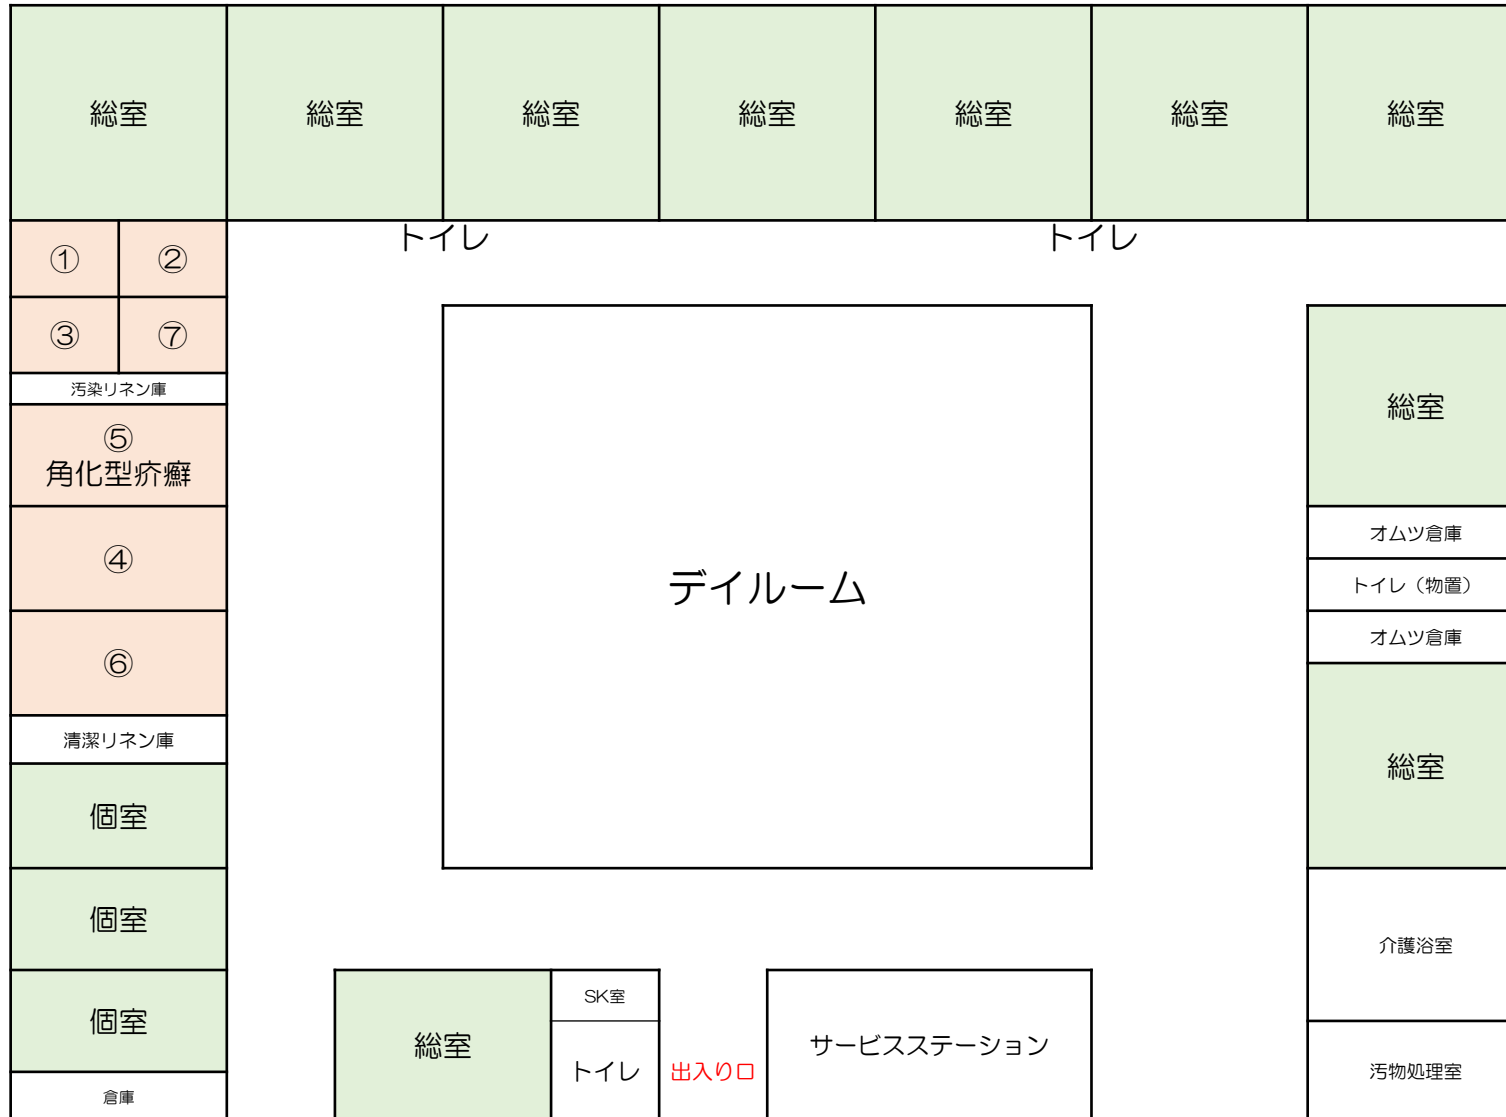 総室
総室
総室
総室
総室
総室
総室
トイレ
トイレ
①
②
③
⑦
汚染リネン庫
⑤
角化型疥癬
④
⑥
清潔リネン庫
個室
個室
個室
倉庫
デイルーム
総室
オムツ倉庫
トイレ（物置）
オムツ倉庫
総室
介護浴室
汚物処理室
総室
SK室
トイレ
出入り口
サービスステーション